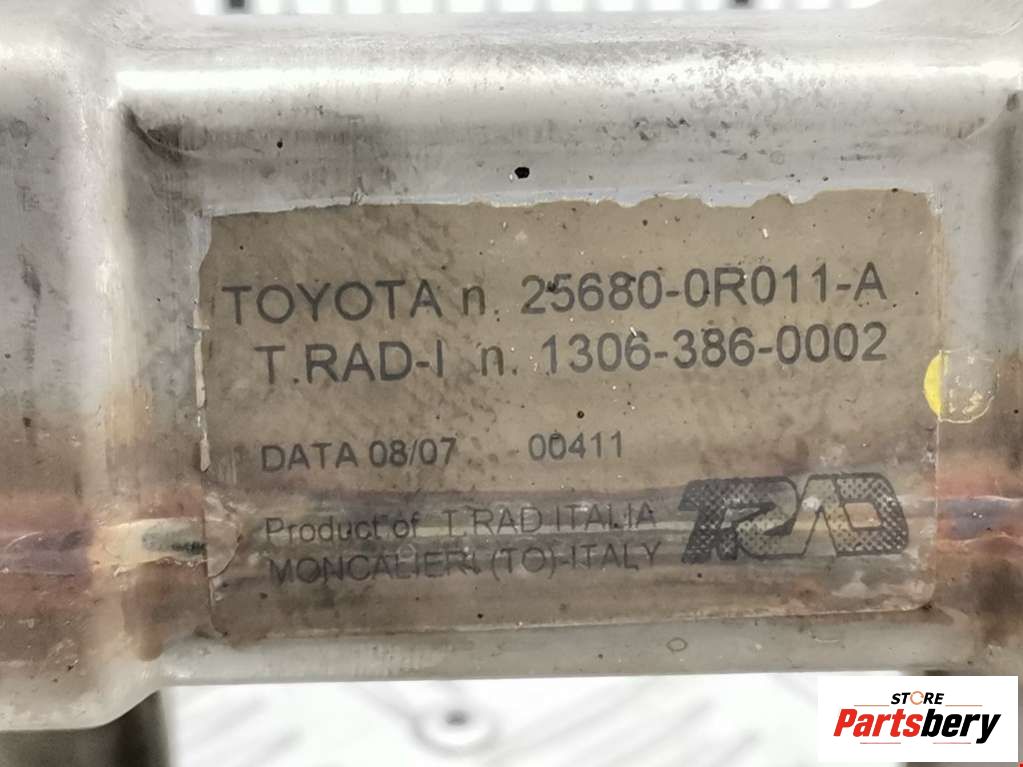 TOYOTA n. 25680-0R011-A
T.RAD-I n. 1306-386-0002
DATA 08/07 00411
Product of T.RAD ITALIA
MONCALIERI (TO)-ITALY
T.RAD
STORE
Partsbery